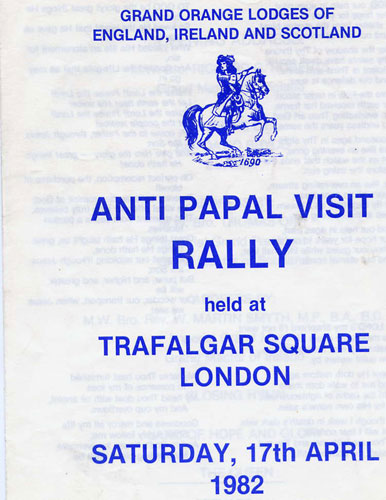 GRAND ORANGE LODGES OF
ENGLAND, IRELAND AND SCOTLAND
1690
ANTI PAPAL VISIT
RALLY
held at
TRAFALGAR SQUARE
LONDON
SATURDAY, 17th APRIL
1982